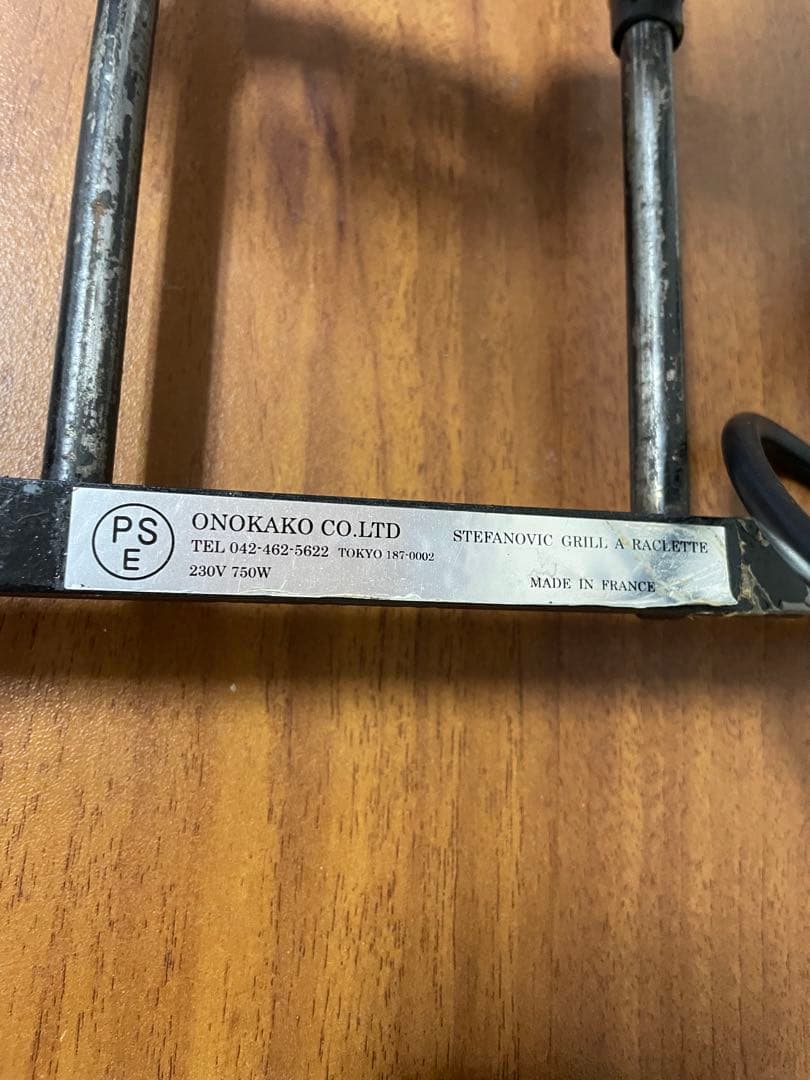 PS
E
ONOKAKO CO.LTD
TEL 042-462-5622 TOKYO 187-0002
230V 750W
STEFANOVIC GRILL A RACLETTE
MADE IN FRANCE